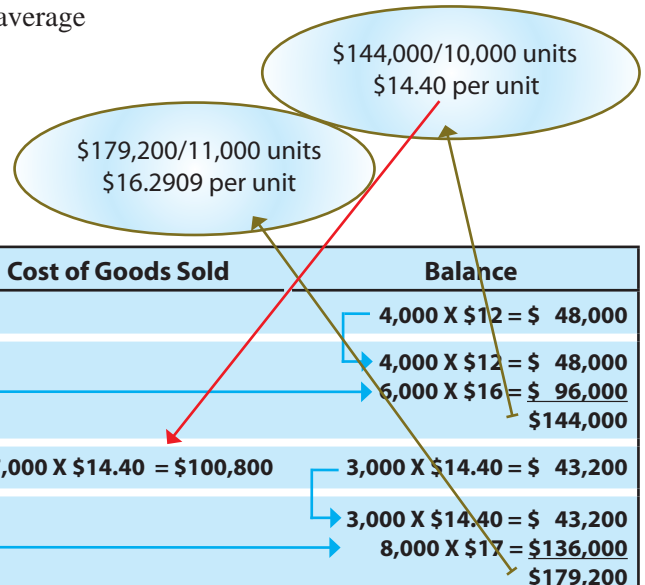 average
$144,000/10,000 units
$14.40 per unit
$179,200/11,000 units
$16.2909 per unit
Cost of Goods Sold Balance
4,000 X $12 = $ 48,000
4,000 X $12 = $ 48,000
6,000 X $16 = $ 96,000
$144,000
,000 X $14.40 = $100,800 3,000 X $14.40 = $ 43,200
3,000 X $14.40 = $ 43,200
8,000 X $17 = $136,000
$179,200